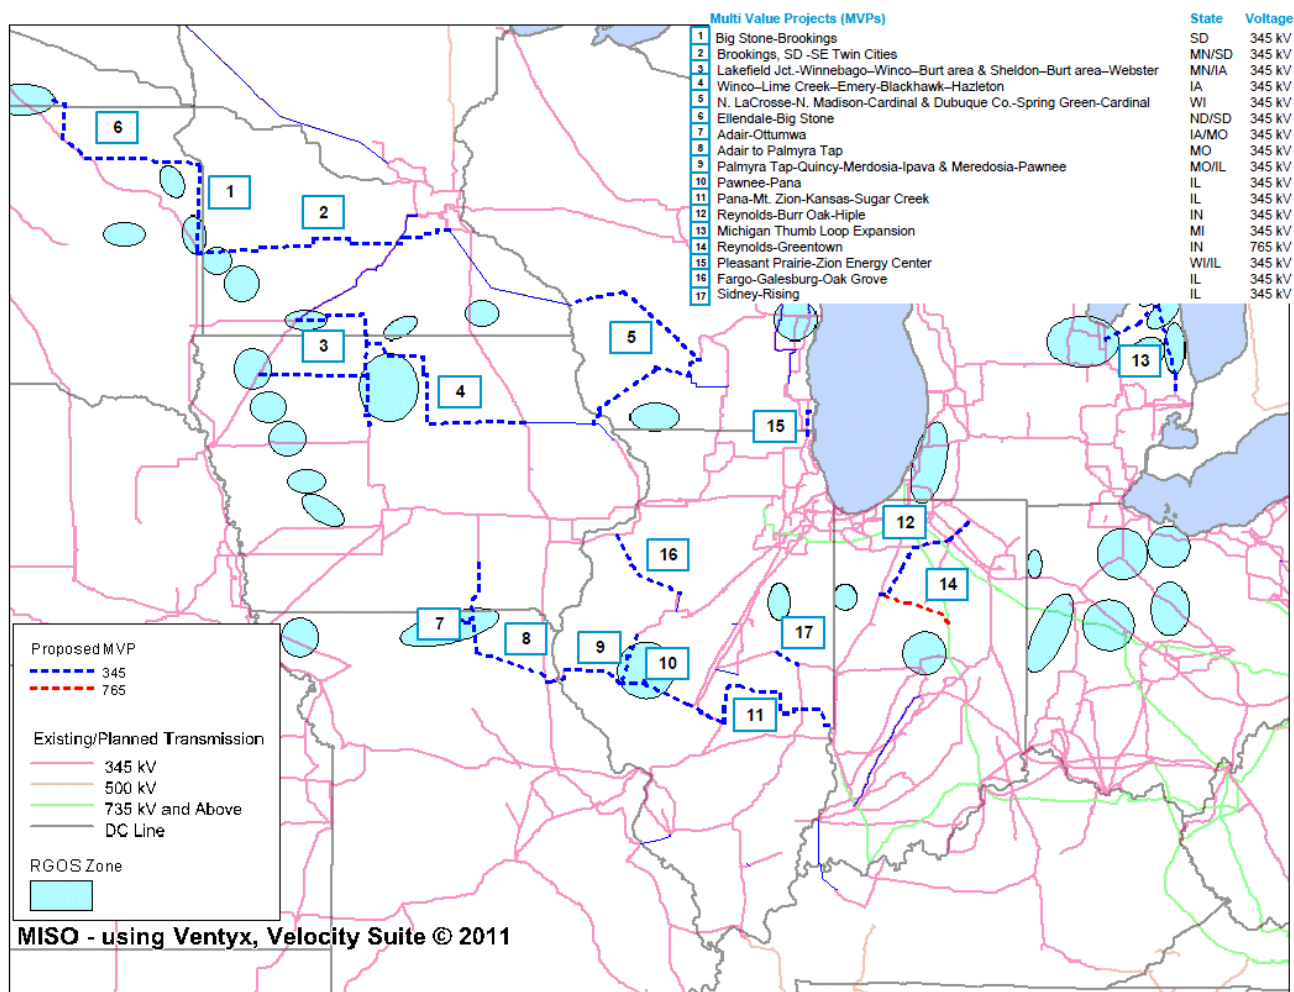 Multi Value Projects (MVPs) State Voltage
1 Big Stone-Brookings SD 345 kV
2 Brookings, SD -SE Twin Cities MN/SD 345 kV
3 Lakefield Jct.-Winnebago–Winco–Burt area & Sheldon–Burt area–Webster MN/IA 345 kV
4 Winco–Lime Creek–Emery-Blackhawk–Hazleton IA 345 kV
5 N. LaCrosse-N. Madison-Cardinal & Dubuque Co.-Spring Green-Cardinal WI 345 kV
6 Ellendale-Big Stone ND/SD 345 kV
7 Adair-Ottumwa IA/MO 345 kV
8 Adair to Palmyra Tap MO 345 kV
9 Palmyra Tap-Quincy-Merdosia-Ipava & Meredosia-Pawnee MO/IL 345 kV
10 Pawnee-Pana IL 345 kV
11 Pana-Mt. Zion-Kansas-Sugar Creek IL 345 kV
12 Reynolds-Burr Oak-Hiple IN 345 kV
13 Michigan Thumb Loop Expansion MI 345 kV
14 Reynolds-Greentown IN 765 kV
15 Pleasant Prairie-Zion Energy Center WI/IL 345 kV
16 Fargo-Galesburg-Oak Grove IL 345 kV
17 Sidney-Rising IL 345 kV
6
1
2
3
5
13
4
15
12
16
14
7
8
9
17
10
11
Proposed MVP
345
765
Existing/Planned Transmission
345 kV
500 kV
735 kV and Above
DC Line
RGOS Zone
MISO - using Ventyx, Velocity Suite © 2011